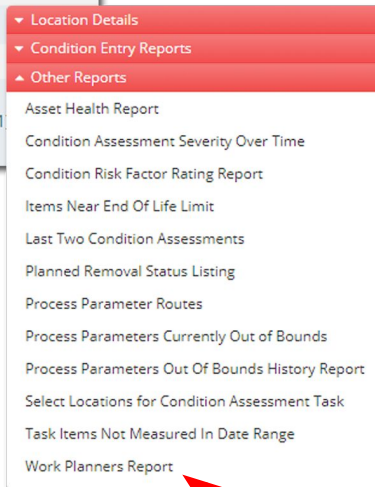 Location Details
Condition Entry Reports
Other Reports
Asset Health Report
Condition Assessment Severity Over Time
Condition Risk Factor Rating Report
Items Near End Of Life Limit
Last Two Condition Assessments
Planned Removal Status Listing
Process Parameter Routes
Process Parameters Currently Out of Bounds
Process Parameters Out Of Bounds History Report
Select Locations for Condition Assessment Task
Task Items Not Measured In Date Range
Work Planners Report